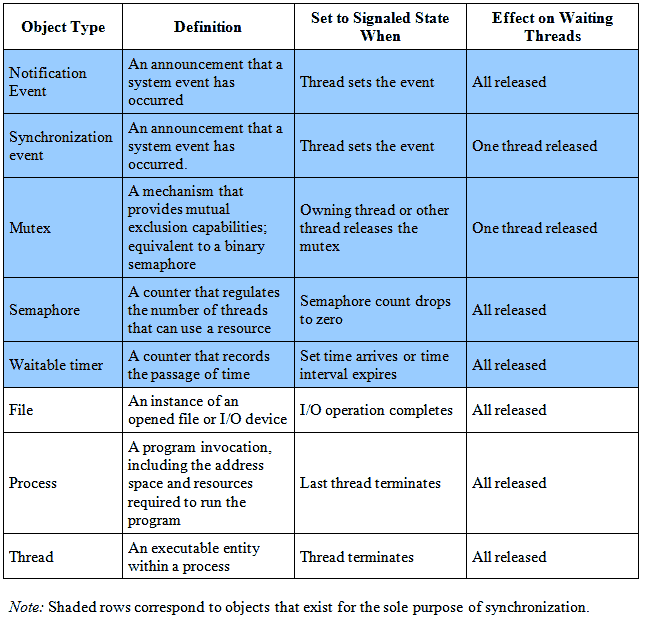 Object Type
Definition
Set to Signaled State
When
Effect on Waiting
Threads
Notification
Event
An announcement that a
system event has
occurred
Thread sets the event
All released
Synchronization
event
An announcement that a
system event has
occurred.
Thread sets the event
One thread released
Mutex
A mechanism that
provides mutual
exclusion capabilities;
equivalent to a binary
semaphore
Owning thread or other
thread releases the
mutex
One thread released
Semaphore
A counter that regulates
the number of threads
that can use a resource
Semaphore count drops
to zero
All released
Waitable timer
A counter that records
the passage of time
Set time arrives or time
interval expires
All released
File
An instance of an
opened file or I/O device
I/O operation completes
All released
Process
A program invocation,
including the address
space and resources
required to run the
program
Last thread terminates
All released
Thread
An executable entity
within a process
Thread terminates
All released
Note: Shaded rows correspond to objects that exist for the sole purpose of synchronization.